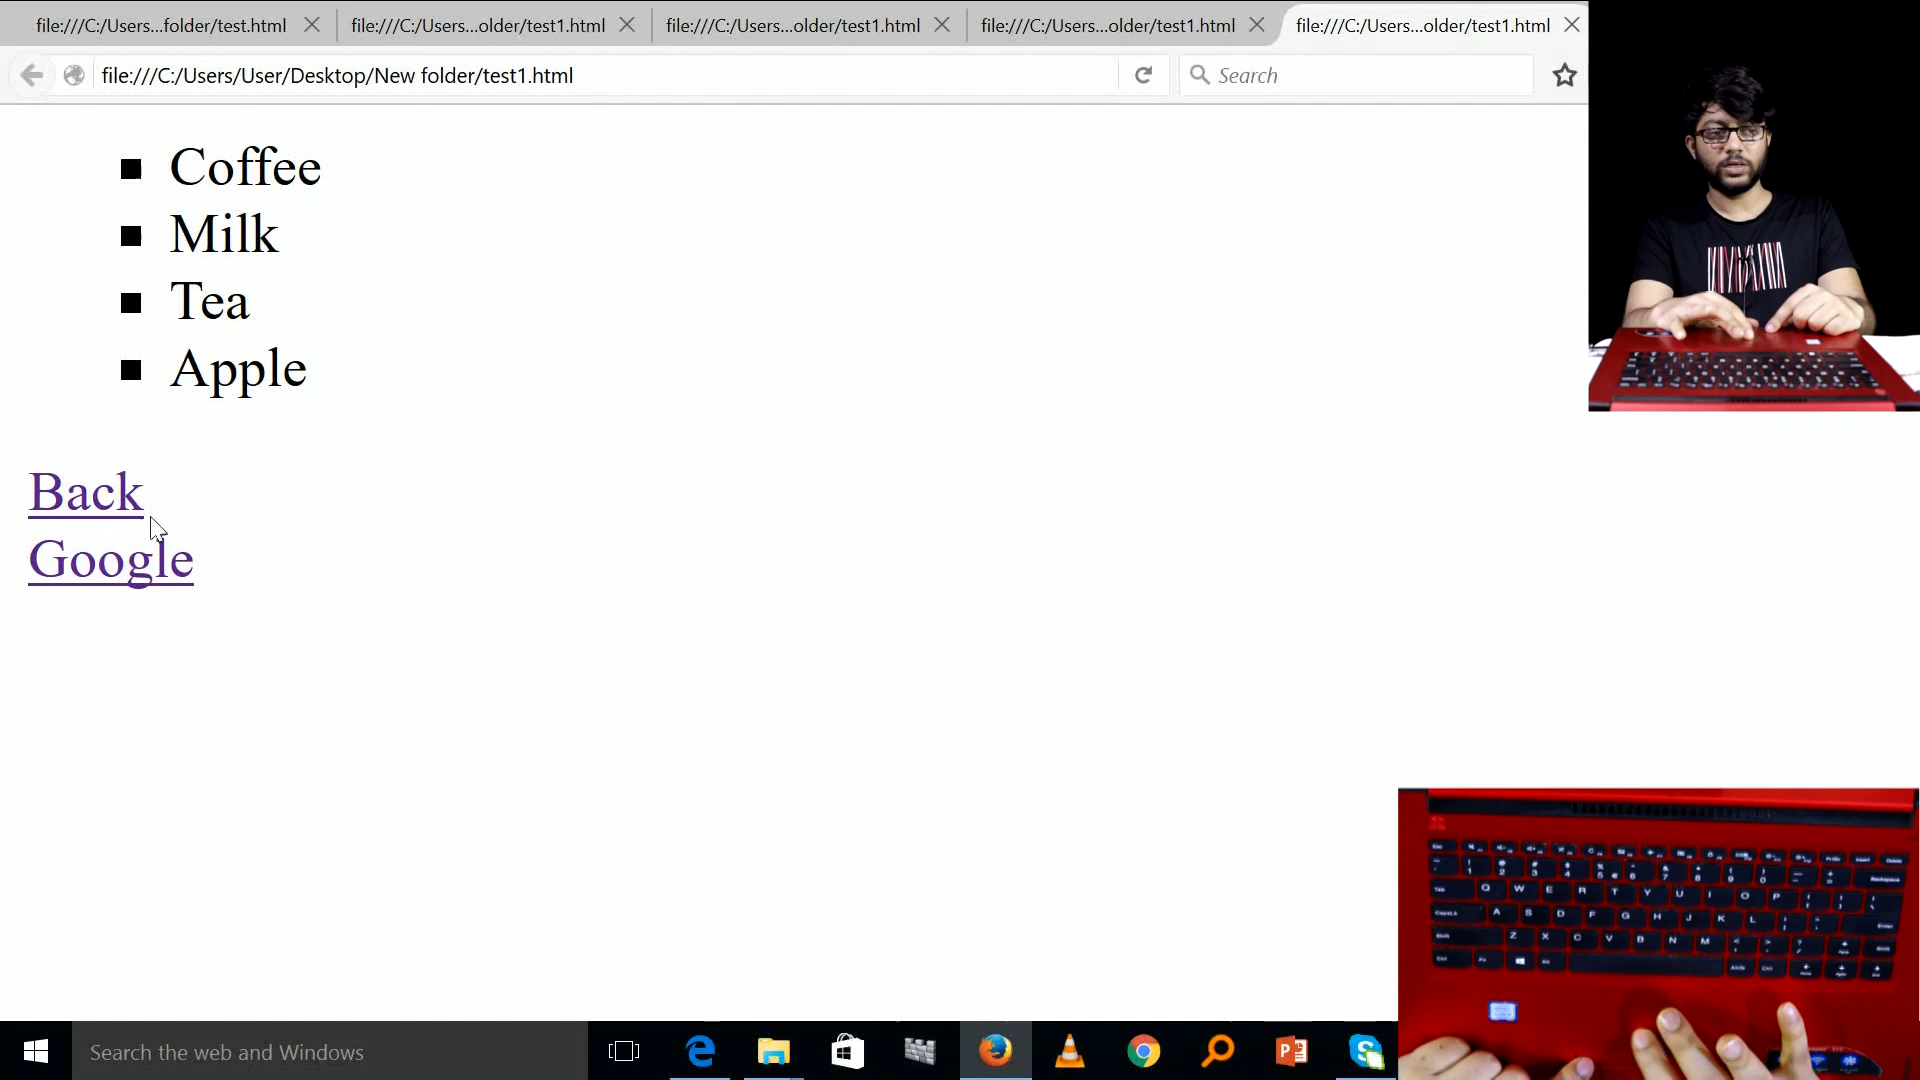 file:///C:/Users...folder/test.html
file:///C:/Users...older/test1.html
file:///C:/Users...older/test1.html
file:///C:/Users...older/test1.html
file:///C:/Users...older/test1.html
file:///C:/Users/User/Desktop/New folder/test1.html
Search
Coffee
Milk
Tea
Apple
Back
Google
Search the web and Windows
Q W E R T Y U I O P
A S D F G H J K L
Z X C V B N M